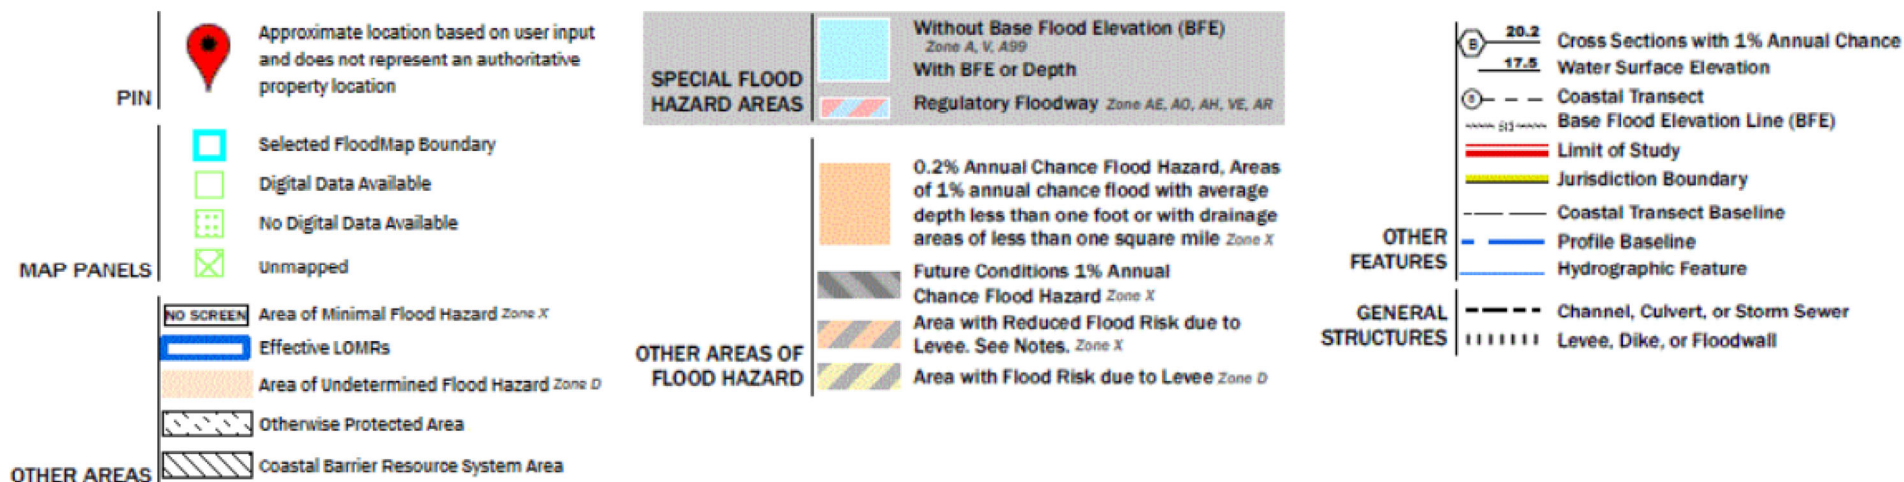 PIN
Approximate location based on user input
and does not represent an authoritative
property location
MAP PANELS
Selected FloodMap Boundary
Digital Data Available
No Digital Data Available
Unmapped
OTHER AREAS
NO SCREEN Area of Minimal Flood Hazard Zone X
Effective LOMRs
Area of Undetermined Flood Hazard Zone D
Otherwise Protected Area
Coastal Barrier Resource System Area
SPECIAL FLOOD
HAZARD AREAS
Without Base Flood Elevation (BFE)
Zone A, V, A99
With BFE or Depth
Regulatory Floodway Zone AE, AO, AH, VE, AR
OTHER AREAS OF
FLOOD HAZARD
0.2% Annual Chance Flood Hazard, Areas
of 1% annual chance flood with average
depth less than one foot or with drainage
areas of less than one square mile Zone X
Future Conditions 1% Annual
Chance Flood Hazard Zone X
Area with Reduced Flood Risk due to
Levee. See Notes. Zone X
Area with Flood Risk due to Levee Zone D
OTHER
FEATURES
B 20.2 Cross Sections with 1% Annual Chance
17.5 Water Surface Elevation
8 Coastal Transect
513 Base Flood Elevation Line (BFE)
Limit of Study
Jurisdiction Boundary
Coastal Transect Baseline
Profile Baseline
Hydrographic Feature
GENERAL
STRUCTURES
Channel, Culvert, or Storm Sewer
Levee, Dike, or Floodwall